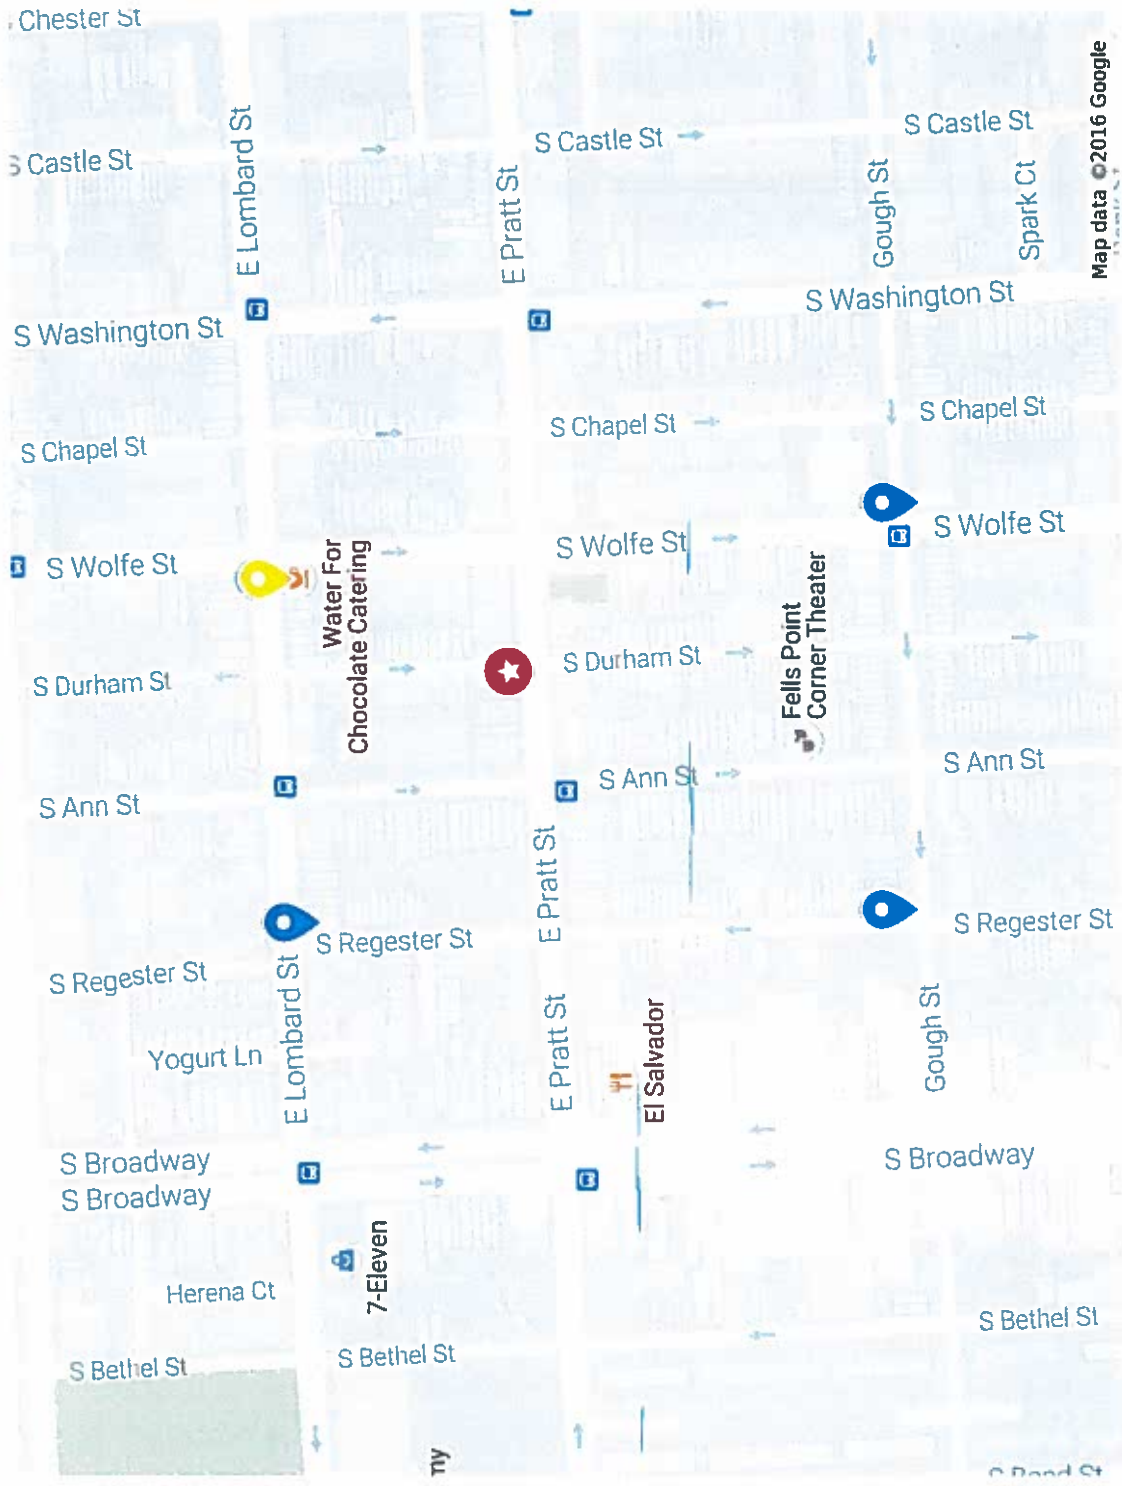 Chester St
S Castle St
E Lombard St
S Castle St
S Castle St
E Pratt St
Gough St
Spark Ct
Map data ©2016 Google
S Washington St
S Washington St
S Chapel St
S Chapel St
S Chapel St
S Wolfe St
S Wolfe St
S Wolfe St
Water For
Chocolate Catering
S Durham St
S Durham St
Fells Point
Corner Theater
S Ann St
S Ann St
S Ann St
E Pratt St
S Regester St
S Regester St
S Regester St
E Lombard St
Yogurt Ln
E Pratt St
El Salvador
Gough St
S Broadway
S Broadway
S Broadway
Herena Ct
7-Eleven
S Bethel St
S Bethel St
S Bethel St
ny